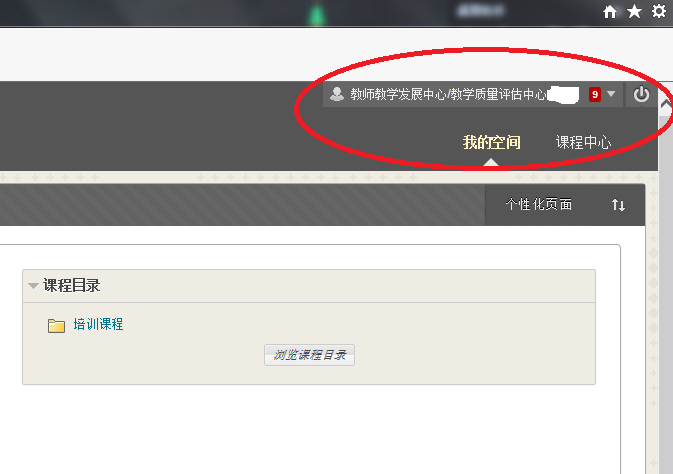 教师教学发展中心/教学质量评估中心 9
我的空间 课程中心
个性化页面
课程目录
培训课程
浏览课程目录